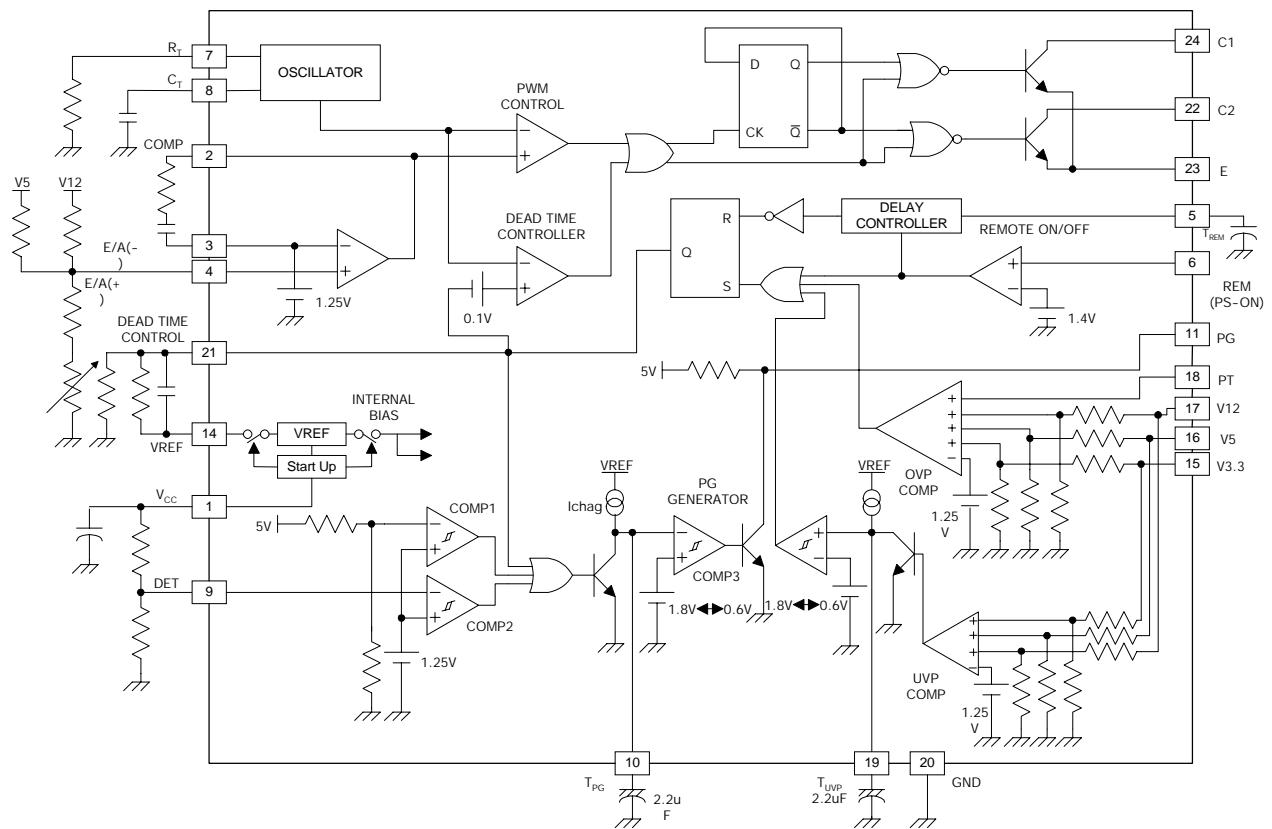 R_T
7
OSCILLATOR
C_T
8
COMP
2
V5
V12
3
E/A(-
)
4
E/A(+
)
1.25V
DEAD TIME
CONTROL
21
VREF
14
VREF
Start Up
INTERNAL
BIAS
V_CC
1
DET
9
PWM
CONTROL
−
+
DEAD TIME
CONTROLLER
−
+
0.1V
−
+
D
Q
CK
Q̅
24
C1
22
C2
23
E
R
Q
S
DELAY
CONTROLLER
5
T_REM
REMOTE ON/OFF
+
−
6
REM
(PS-ON)
1.4V
11
PG
18
PT
17
V12
16
V5
15
V3.3
5V
+
+
+
+
−
OVP
COMP
1.25
V
5V
COMP1
−
+
−
+
COMP2
1.25V
VREF
Ichag
PG
GENERATOR
−
+
COMP3
1.8V
0.6V
VREF
+
−
1.8V
0.6V
+
+
+
−
UVP
COMP
1.25
V
10
T_PG
2.2u
F
19
T_UVP
2.2uF
20
GND